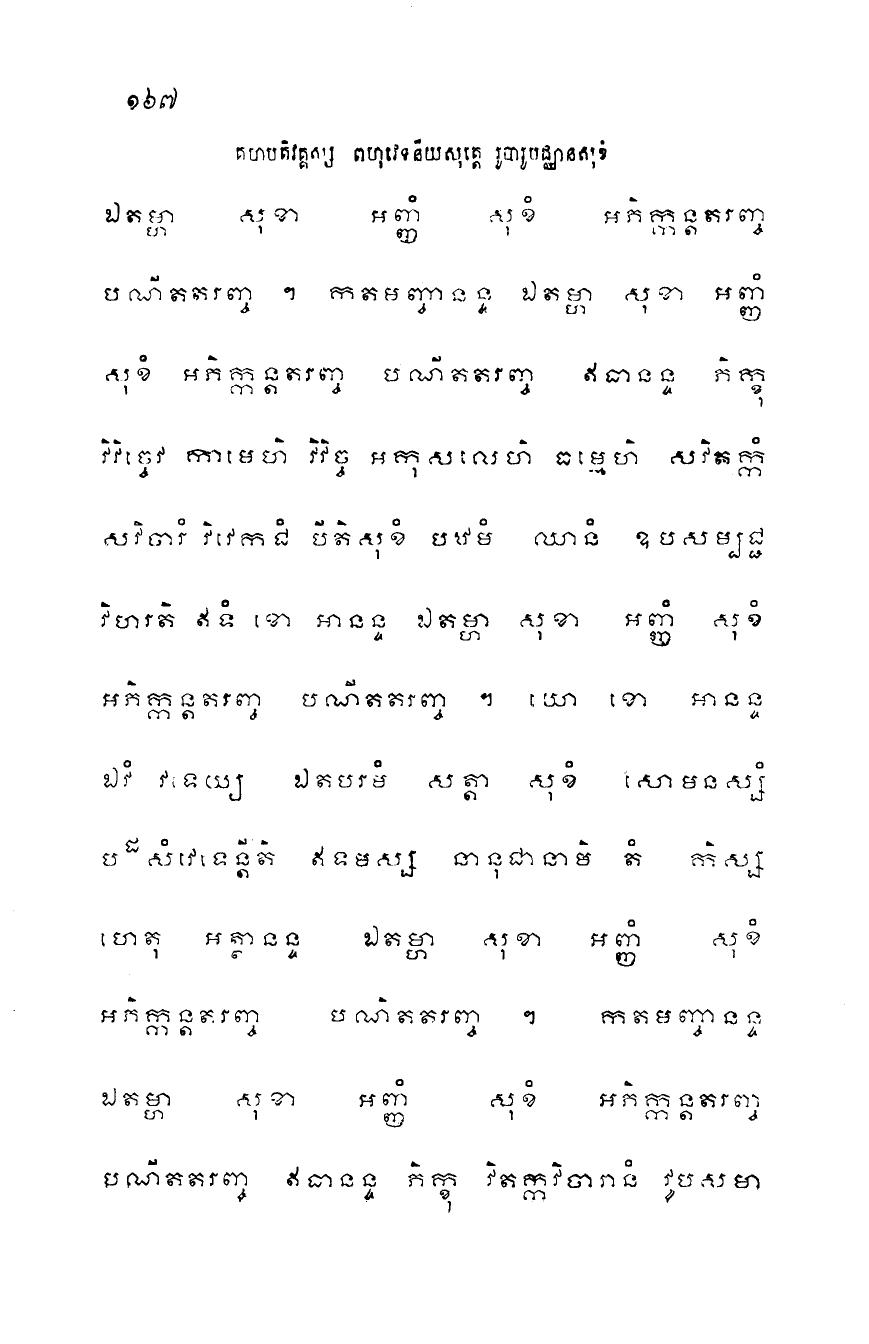 ១៦៧
គហបតិវគ្គស្ស ពហុវេទនីយសុត្តេ រូបារូបជ្ឈានសុខំ
ឯតម្ហា សុខា អញ្ញំ សុខំ អភិក្កន្តតរញ្ច
បណីតតរញ្ច ។ កតមញ្ចានន្ទ ឯតម្ហា សុខា អញ្ញំ
សុខំ អភិក្កន្តតរញ្ច បណីតតរញ្ច ឥធានន្ទ ភិក្ខុ
វិវិច្ចេវ កាមេហិ វិវិច្ច អកុសលេហិ ធម្មេហិ សវិតក្កំ
សវិចារំ វិវេកជំ បីតិសុខំ បឋមំ ឈានំ ឧបសម្បជ្ជ
វិហរតិ ឥទំ ខោ អានន្ទ ឯតម្ហា សុខា អញ្ញំ សុខំ
អភិក្កន្តតរញ្ច បណីតតរញ្ច ។ យោ ខោ អានន្ទ
ឯវំ វទេយ្យ ឯតបរមំ សត្តា សុខំ សោមនស្សំ
បដិសំវេទេន្តីតិ ឥទមស្ស នានុជានាមិ តំ កិស្ស
ហេតុ អត្ថានន្ទ ឯតម្ហា សុខា អញ្ញំ សុខំ
អភិក្កន្តតរញ្ច បណិតតរញ្ច ។ កតមញ្ចានន្ទ
ឯតម្ហា សុខា អញ្ញំ សុខំ អភិក្កន្តតរញ្ច
បណីតតរញ្ច ឥធានន្ទ ភិក្ខុ វិតក្កវិចារានំ វូបសមា